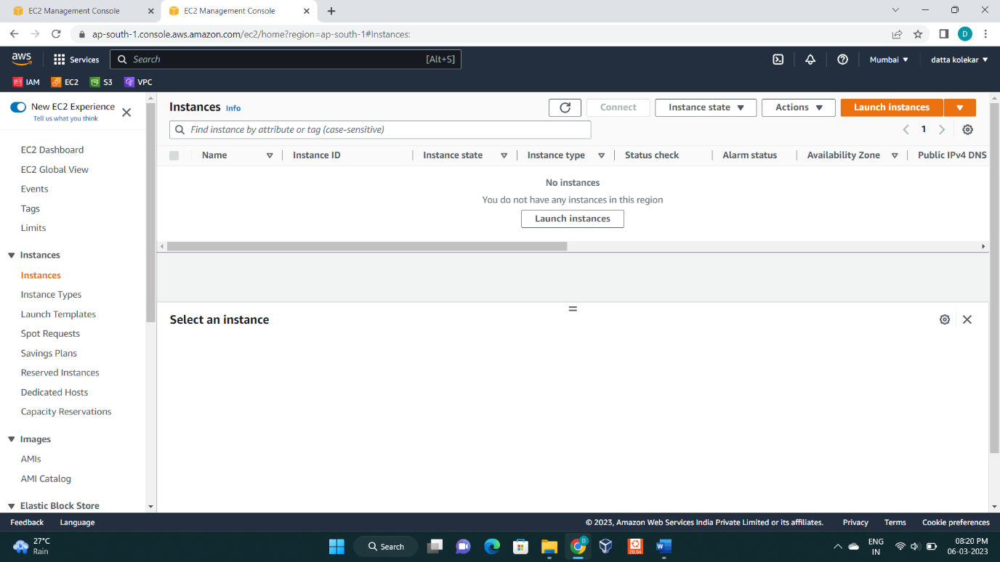 EC2 Management Console
EC2 Management Console
ap-south-1.console.aws.amazon.com/ec2/home?region=ap-south-1#Instances:
D
aws
Services
Search
[Alt+S]
Mumbai
datta kolekar
IAM
EC2
S3
VPC
New EC2 Experience
Tell us what you think
EC2 Dashboard
EC2 Global View
Events
Tags
Limits
Instances
Instances
Instance Types
Launch Templates
Spot Requests
Savings Plans
Reserved Instances
Dedicated Hosts
Capacity Reservations
Images
AMIs
AMI Catalog
Elastic Block Store
Instances Info
Connect
Instance state
Actions
Launch instances
Find instance by attribute or tag (case-sensitive)
1
Name
Instance ID
Instance state
Instance type
Status check
Alarm status
Availability Zone
Public IPv4 DNS
No instances
You do not have any instances in this region
Launch instances
Select an instance
Feedback
Language
© 2023, Amazon Web Services India Private Limited or its affiliates.
Privacy
Terms
Cookie preferences
27°C
Rain
Search
D
20.04
W
ENG
IN
08:20 PM
06-03-2023